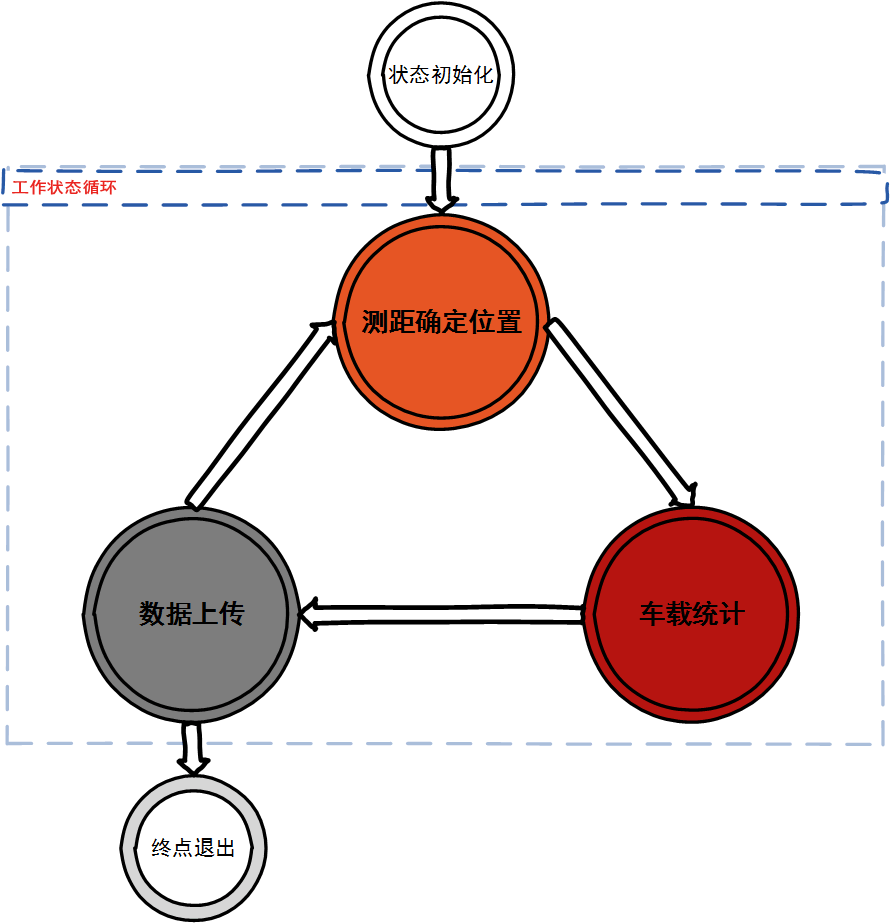 状态初始化
工作状态循环
测距确定位置
数据上传
车载统计
终点退出